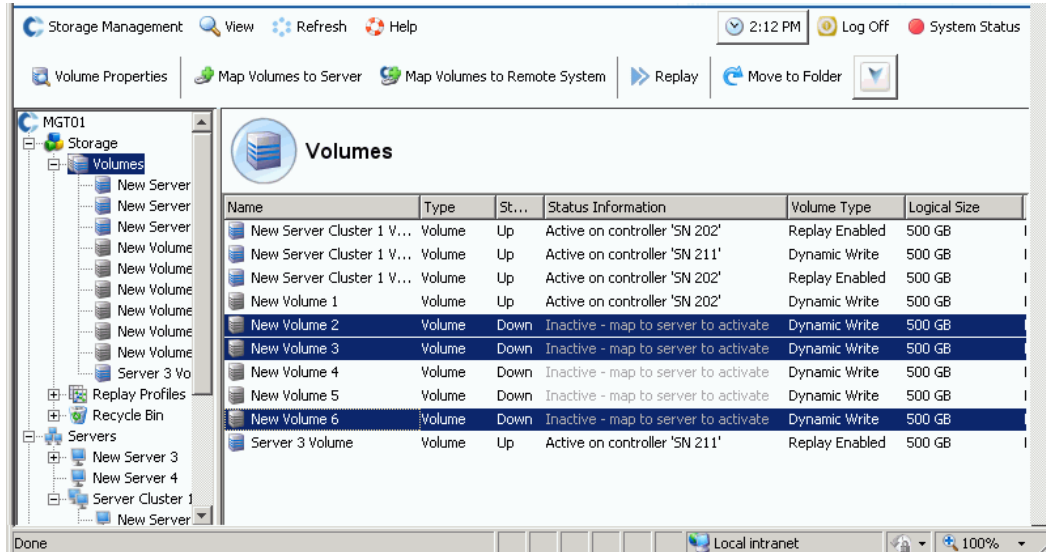 Storage Management View Refresh Help 2:12 PM Log Off System Status
Volume Properties Map Volumes to Server Map Volumes to Remote System Replay Move to Folder
MGT01
Storage
Volumes
New Server
New Server
New Server
New Volume
New Volume
New Volume
New Volume
New Volume
New Volume
Server 3 Vo
Replay Profiles
Recycle Bin
Servers
New Server 3
New Server 4
Server Cluster 1
New Server
Volumes
Name Type St... Status Information Volume Type Logical Size
New Server Cluster 1 V... Volume Up Active on controller 'SN 202' Replay Enabled 500 GB
New Server Cluster 1 V... Volume Up Active on controller 'SN 211' Dynamic Write 500 GB
New Server Cluster 1 V... Volume Up Active on controller 'SN 202' Replay Enabled 500 GB
New Volume 1 Volume Up Active on controller 'SN 202' Dynamic Write 500 GB
New Volume 2 Volume Down Inactive - map to server to activate Dynamic Write 500 GB
New Volume 3 Volume Down Inactive - map to server to activate Dynamic Write 500 GB
New Volume 4 Volume Down Inactive - map to server to activate Dynamic Write 500 GB
New Volume 5 Volume Down Inactive - map to server to activate Dynamic Write 500 GB
New Volume 6 Volume Down Inactive - map to server to activate Dynamic Write 500 GB
Server 3 Volume Volume Up Active on controller 'SN 211' Replay Enabled 500 GB
Done Local intranet 100%